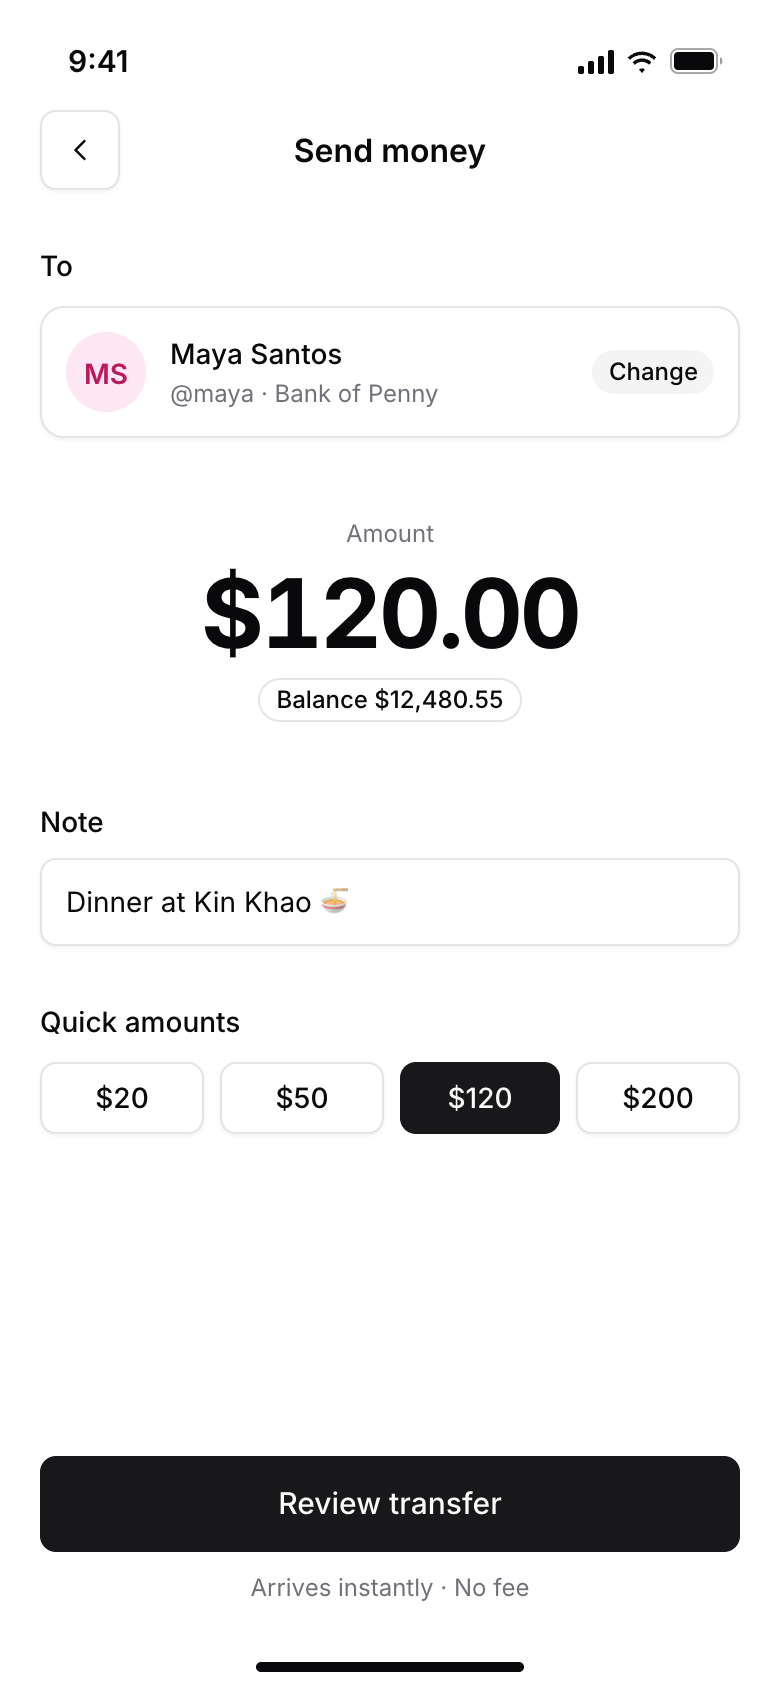 9:41
Send money
To
MS
Maya Santos
@maya · Bank of Penny
Change
Amount
$120.00
Balance $12,480.55
Note
Dinner at Kin Khao 🍜
Quick amounts
$20 $50 $120 $200
Review transfer
Arrives instantly · No fee